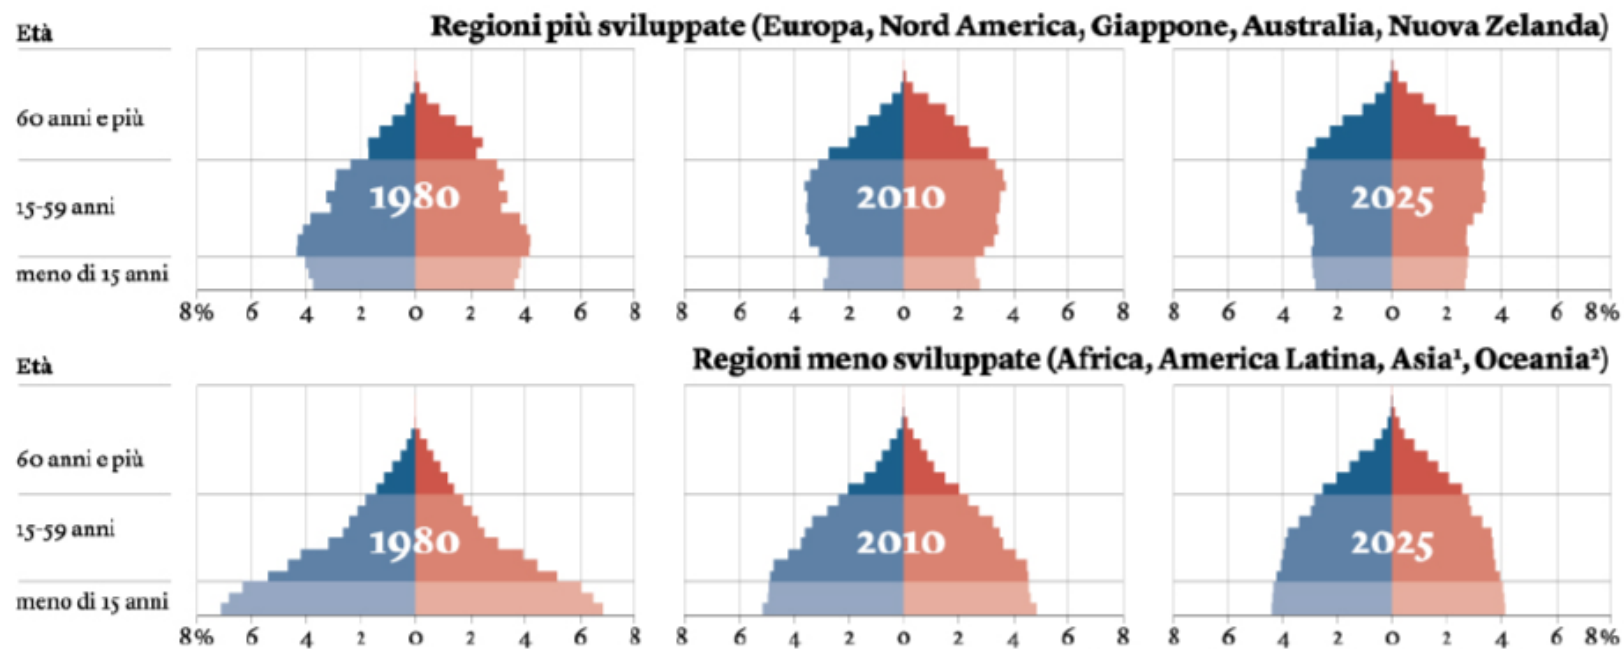 Età
Regioni più sviluppate (Europa, Nord America, Giappone, Australia, Nuova Zelanda)
60 anni e più
15-59 anni
meno di 15 anni
1980
2010
2025
8% 6 4 2 0 2 4 6 8
8 6 4 2 0 2 4 6 8
8 6 4 2 0 2 4 6 8%
Età
Regioni meno sviluppate (Africa, America Latina, Asia¹, Oceania²)
60 anni e più
15-59 anni
meno di 15 anni
1980
2010
2025
8% 6 4 2 0 2 4 6 8
8 6 4 2 0 2 4 6 8
8 6 4 2 0 2 4 6 8%